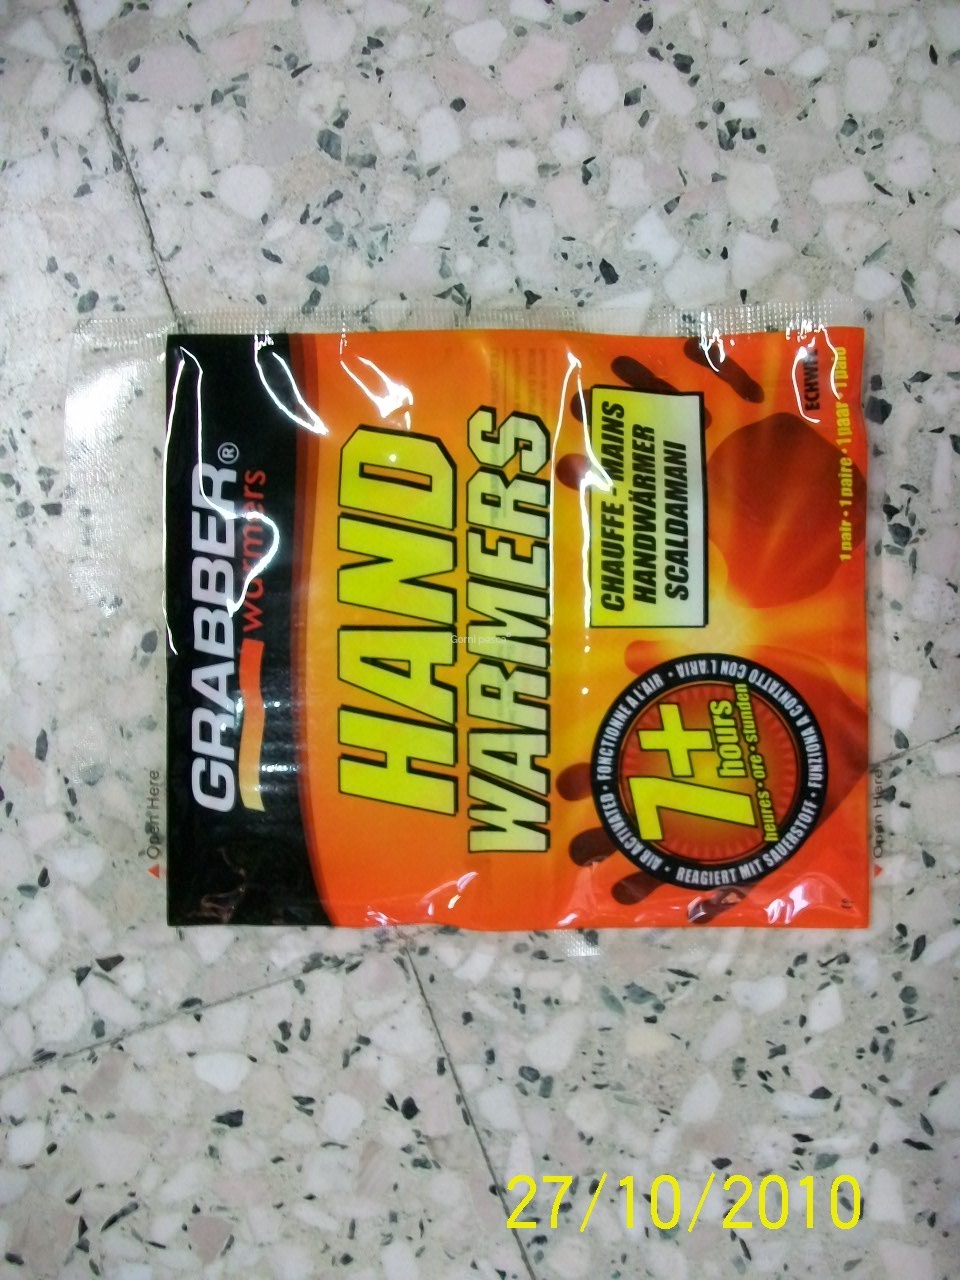 GRABBER®
warmers
HAND
WARMERS
CHAUFFE-MAINS
HANDWÄRMER
SCALDAMANI
7+
hours
heures • ore • stunden
AIR ACTIVATED • FONCTIONNE A L'AIR • FUNZIONA A CONTATTO CON L'ARIA • REAGIERT MIT SAUERSTOFF •
1 pair • 1 paire • 1 paar • 1 paio
Open Here
Open Here
27/10/2010